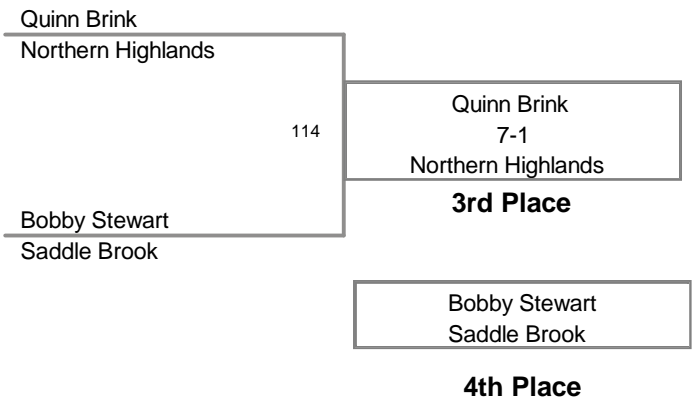 Quinn Brink
Northern Highlands
114
Quinn Brink
7-1
Northern Highlands
3rd Place
Bobby Stewart
Saddle Brook
Bobby Stewart
Saddle Brook
4th Place